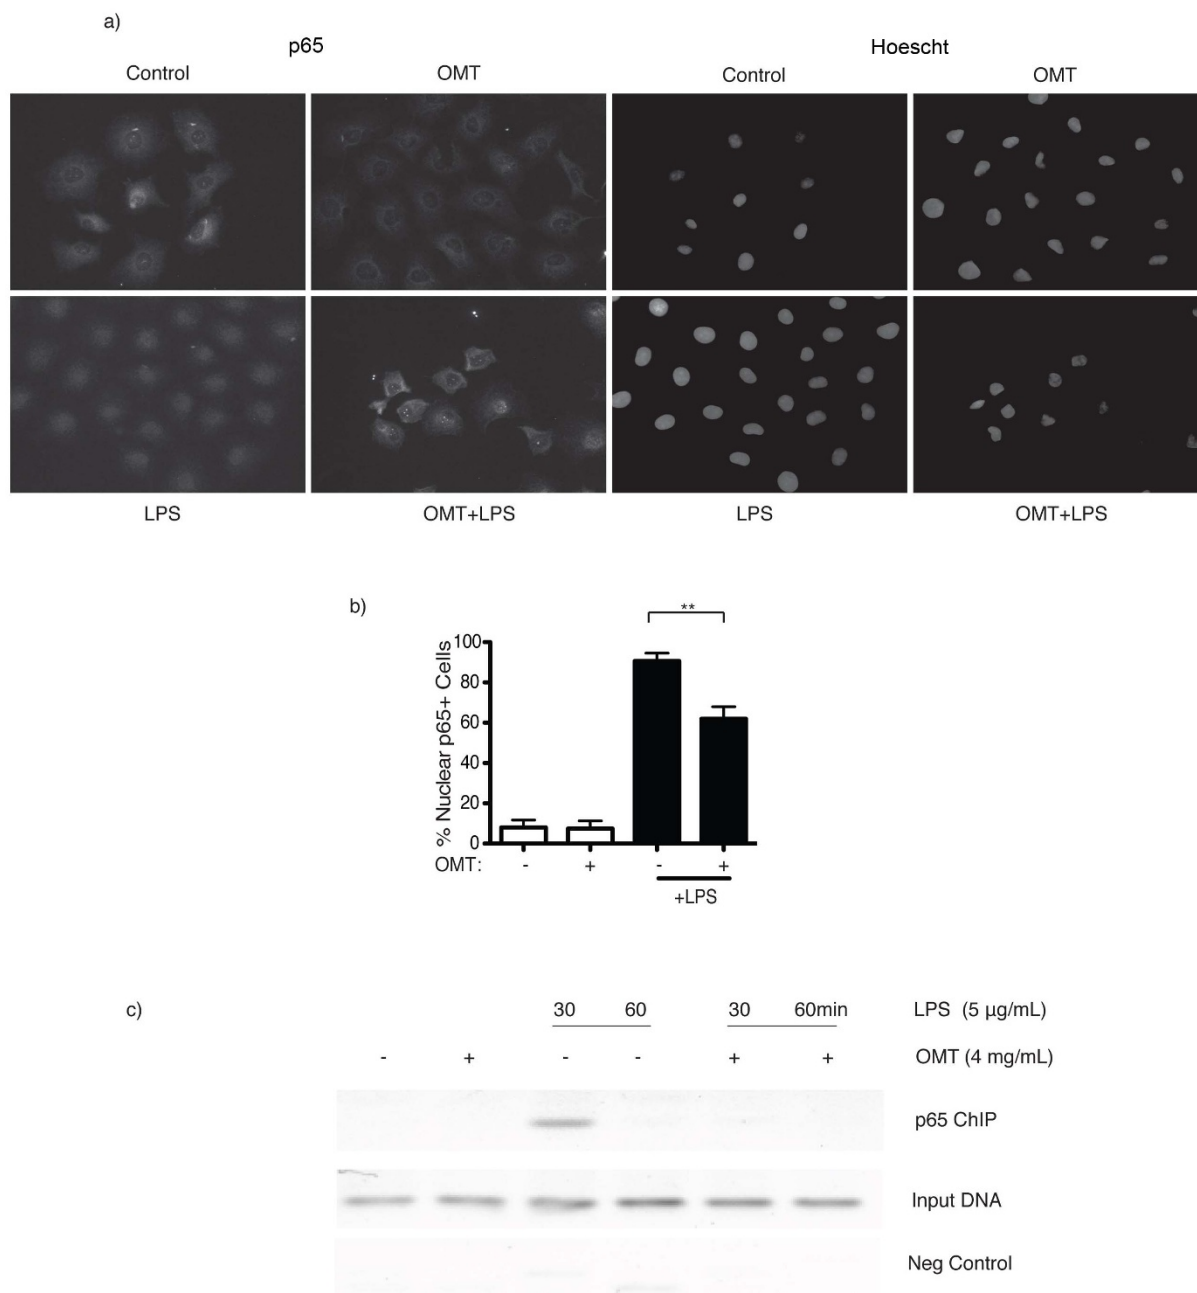 a)
p65 Hoescht
Control OMT Control OMT
LPS OMT+LPS LPS OMT+LPS
b)
**
100
80
60
40
20
0
% Nuclear p65+ Cells
OMT: - + - +
+LPS
c)
30 60 30 60min LPS (5 µg/mL)
- + - - + + OMT (4 mg/mL)
p65 ChIP
Input DNA
Neg Control